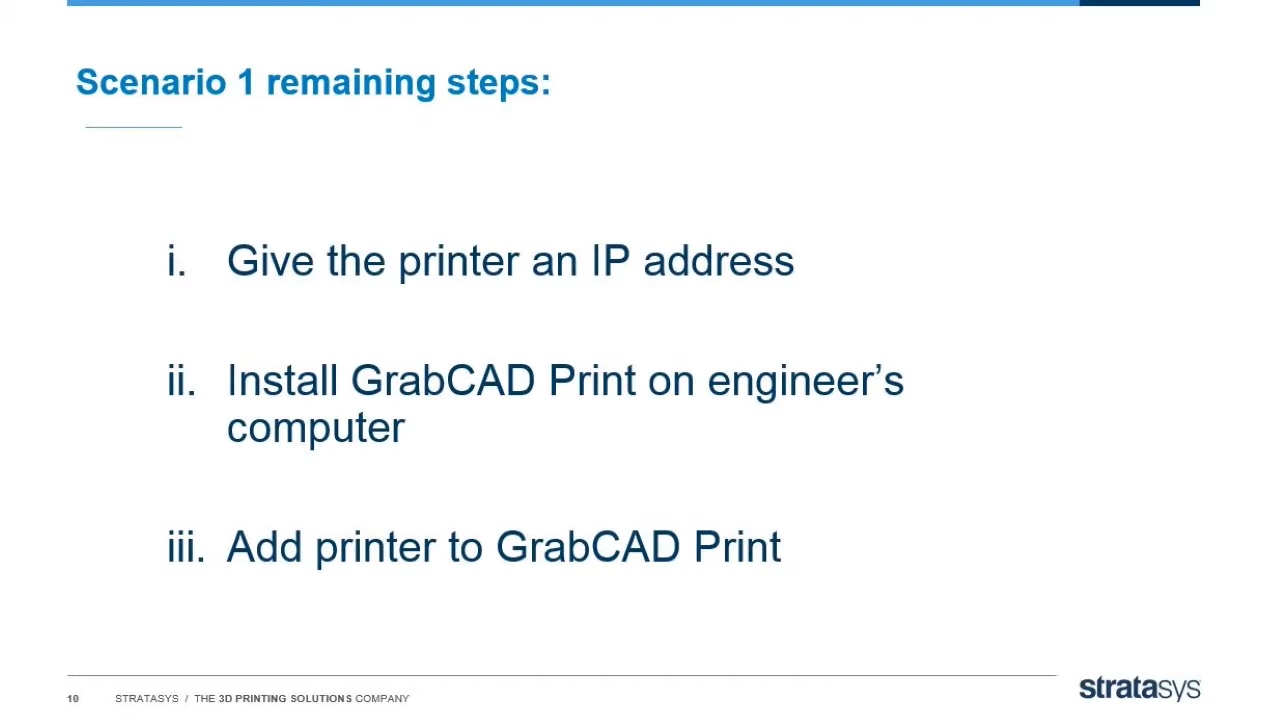 Scenario 1 remaining steps:
i. Give the printer an IP address
ii. Install GrabCAD Print on engineer’s
computer
iii. Add printer to GrabCAD Print
10 STRATASYS / THE 3D PRINTING SOLUTIONS COMPANY
stratasys